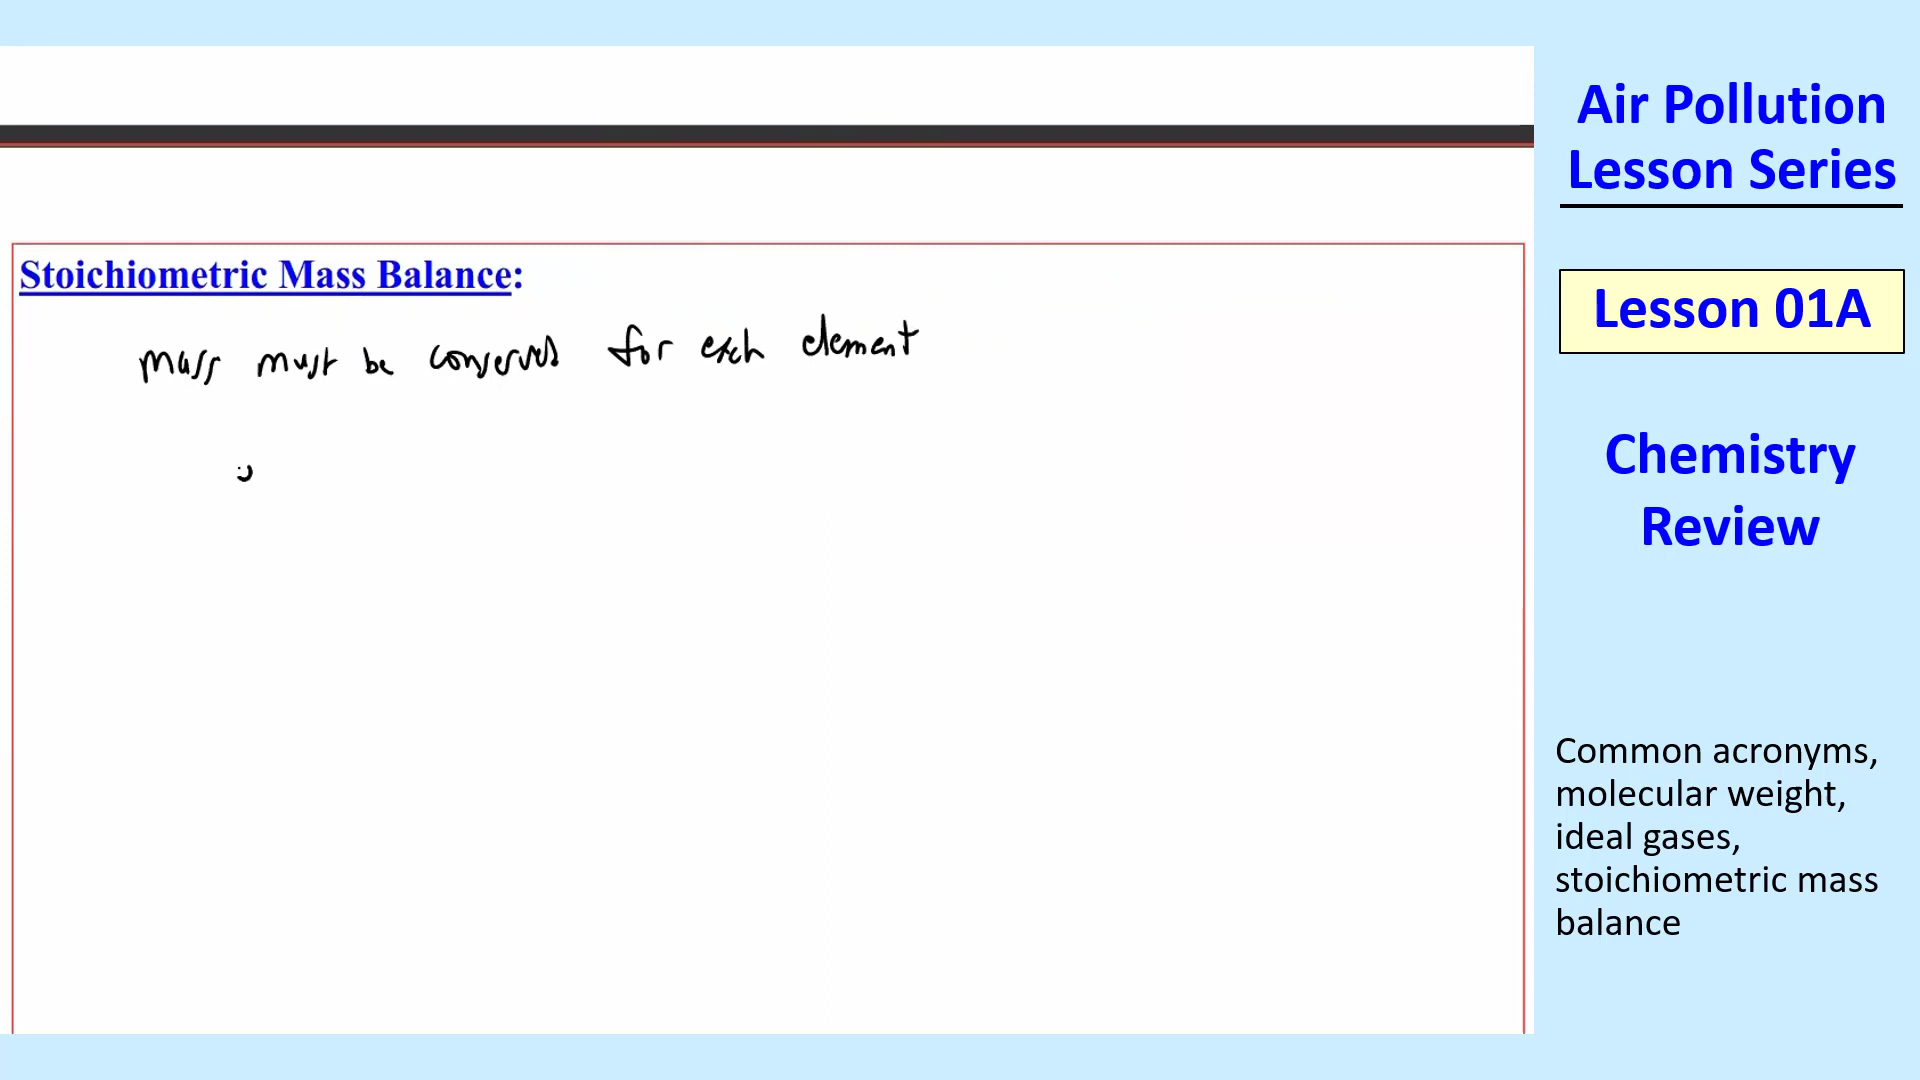 Stoichiometric Mass Balance:
mass must be conserved for each element
Air Pollution
Lesson Series
Lesson 01A
Chemistry
Review
Common acronyms,
molecular weight,
ideal gases,
stoichiometric mass
balance